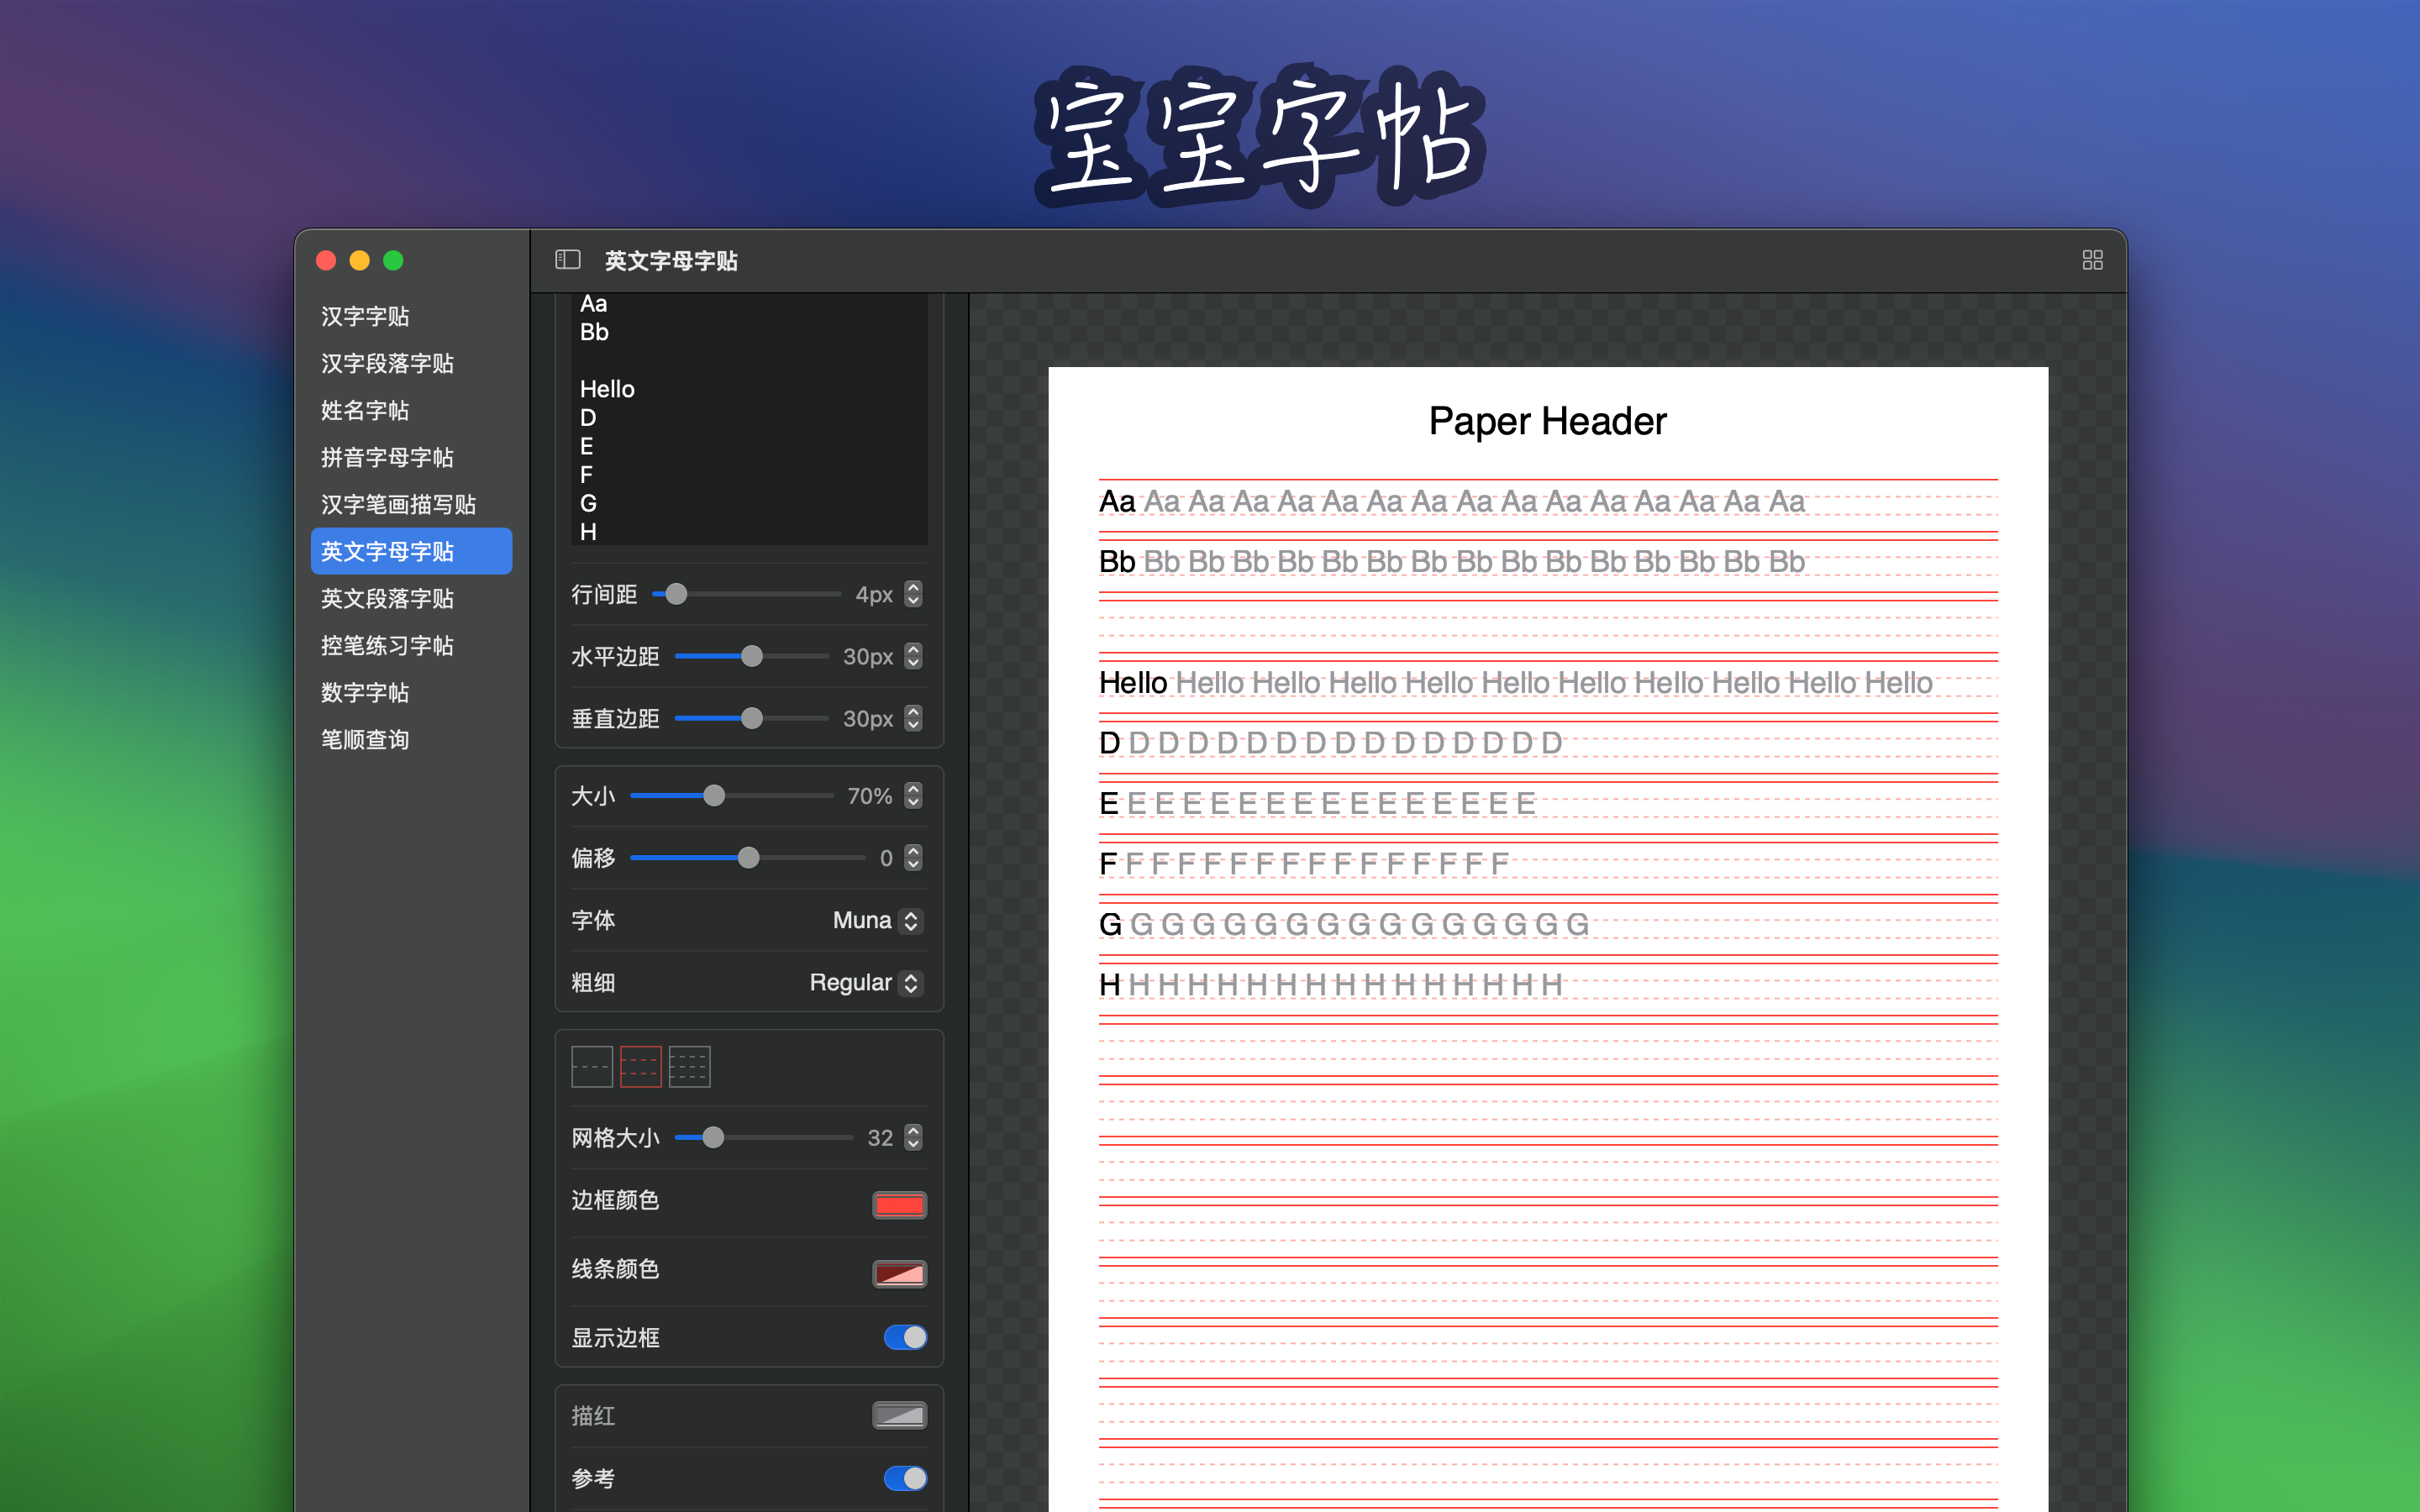 宝宝字帖
英文字母字贴
汉字字贴
汉字段落字贴
姓名字帖
拼音字母字帖
汉字笔画描写贴
英文字母字贴
英文段落字贴
控笔练习字帖
数字字帖
笔顺查询
Aa
Bb
Hello
D
E
F
G
H
行间距 4px
水平边距 30px
垂直边距 30px
大小 70%
偏移 0
字体 Muna
粗细 Regular
网格大小 32
边框颜色
线条颜色
显示边框
描红
参考
Paper Header
Aa Aa Aa Aa Aa Aa Aa Aa Aa Aa Aa Aa Aa Aa Aa Aa
Bb Bb Bb Bb Bb Bb Bb Bb Bb Bb Bb Bb Bb Bb Bb Bb
Hello Hello Hello Hello Hello Hello Hello Hello Hello Hello Hello
D D D D D D D D D D D D D D D D
E E E E E E E E E E E E E E E E
F F F F F F F F F F F F F F F F
G G G G G G G G G G G G G G G G
H H H H H H H H H H H H H H H H